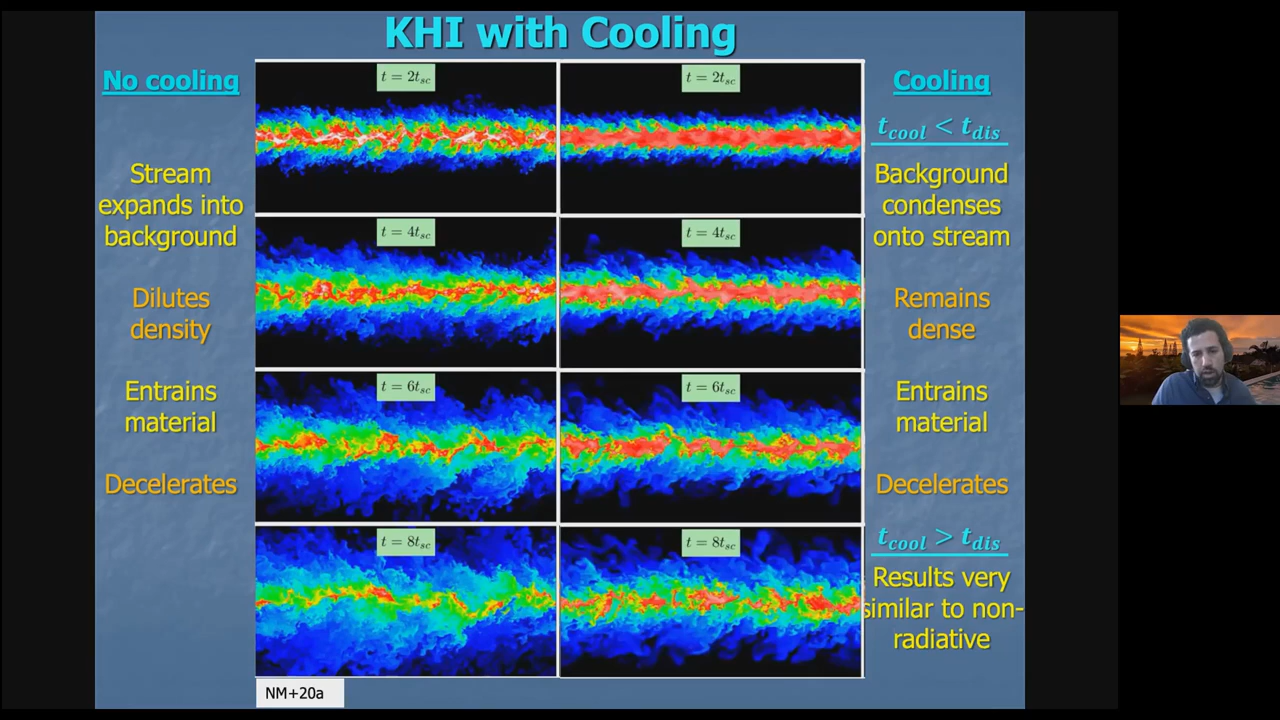 KHI with Cooling
No cooling
Stream
expands into
background
Dilutes
density
Entrains
material
Decelerates
t = 2t_sc
t = 2t_sc
t = 4t_sc
t = 4t_sc
t = 6t_sc
t = 6t_sc
t = 8t_sc
t = 8t_sc
Cooling
t_cool < t_dis
Background
condenses
onto stream
Remains
dense
Entrains
material
Decelerates
t_cool > t_dis
Results very
similar to non-
radiative
NM+20a